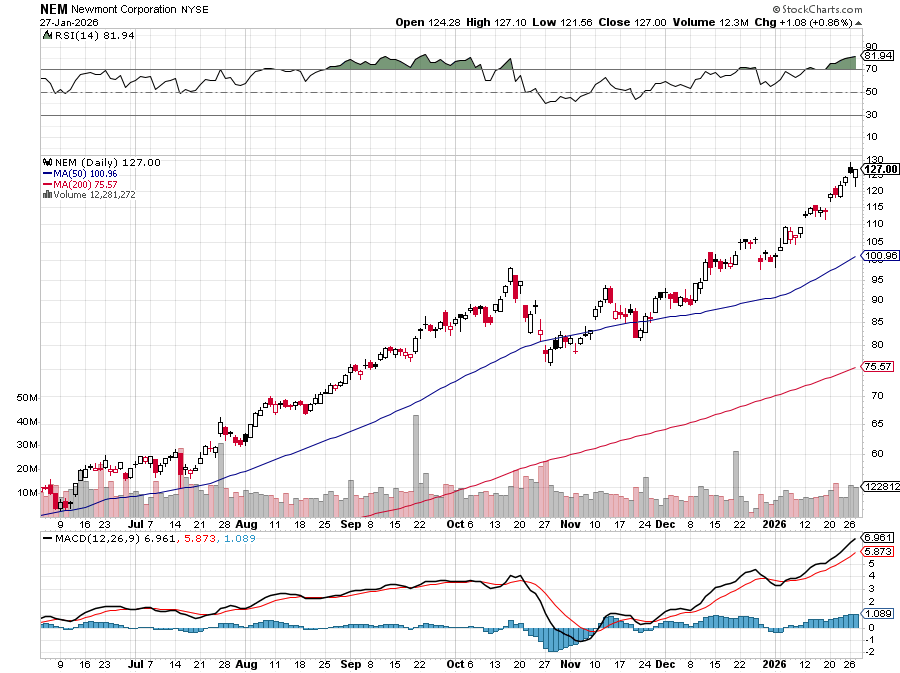 NEM Newmont Corporation NYSE © StockCharts.com
27-Jan-2026 Open 124.28 High 127.10 Low 121.56 Close 127.00 Volume 12.3M Chg +1.08 (+0.86%)
RSI(14) 81.94
90
81.94
70
50
30
10
NEM (Daily) 127.00
MA(50) 100.96
MA(200) 75.57
Volume 12,281,272
130
127.00
120
115
110
105
100.96
95
90
85
80
75.57
70
65
60
122812
50M
40M
30M
20M
10M
9 16 23 Jul 7 14 21 28 Aug 11 18 25 Sep 8 15 22 Oct 6 13 20 27 Nov 10 17 24 Dec 8 15 22 2026 12 20 26
MACD(12,26,9) 6.961, 5.873, 1.089
6.961
5.873
5
4
3
2
1.089
0
-1
-2
9 16 23 Jul 7 14 21 28 Aug 11 18 25 Sep 8 15 22 Oct 6 13 20 27 Nov 10 17 24 Dec 8 15 22 2026 12 20 26